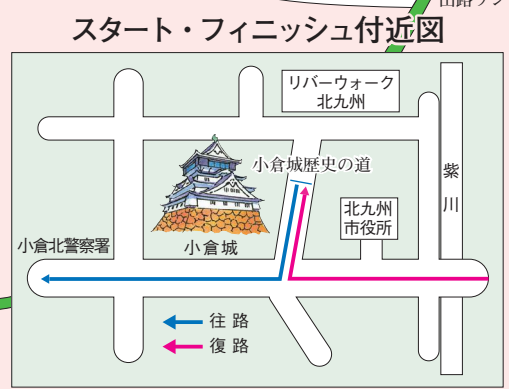 スタート・フィニッシュ付近図
リバーウォーク
北九州
小倉城歴史の道
紫川
北九州
市役所
小倉北警察署
小倉城
往路
復路